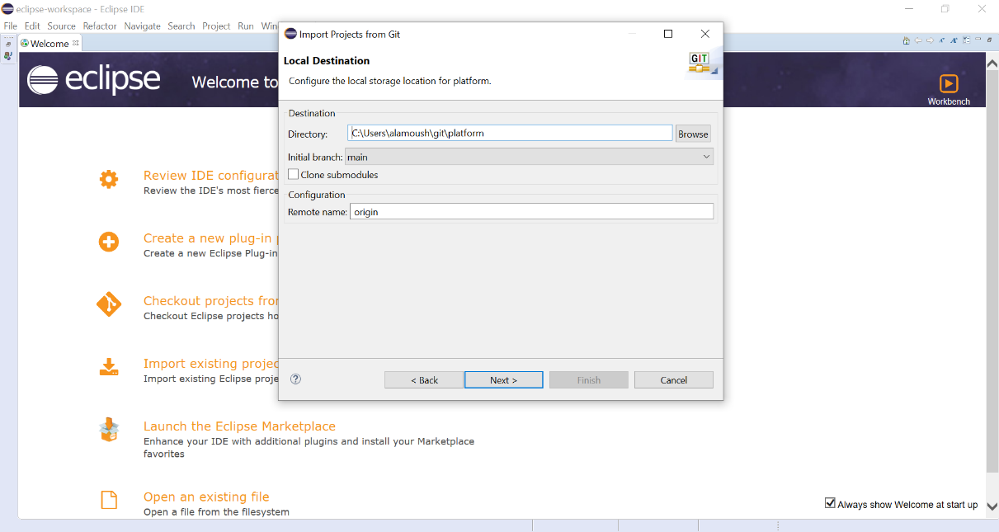 eclipse-workspace - Eclipse IDE
File Edit Source Refactor Navigate Search Project Run Win
Welcome
eclipse
Welcome to
Workbench
Import Projects from Git
Local Destination
Configure the local storage location for platform.
GIT
Destination
Directory: C:\Users\alamoush\git\platform Browse
Initial branch: main
Clone submodules
Configuration
Remote name: origin
? < Back Next > Finish Cancel
Review IDE configurat
Review the IDE's most fierce
Create a new plug-in
Create a new Eclipse Plug-in
Checkout projects fro
Checkout Eclipse projects ho
Import existing projec
Import existing Eclipse proje
Launch the Eclipse Marketplace
Enhance your IDE with additional plugins and install your Marketplace
favorites
Open an existing file
Open a file from the filesystem
Always show Welcome at start up